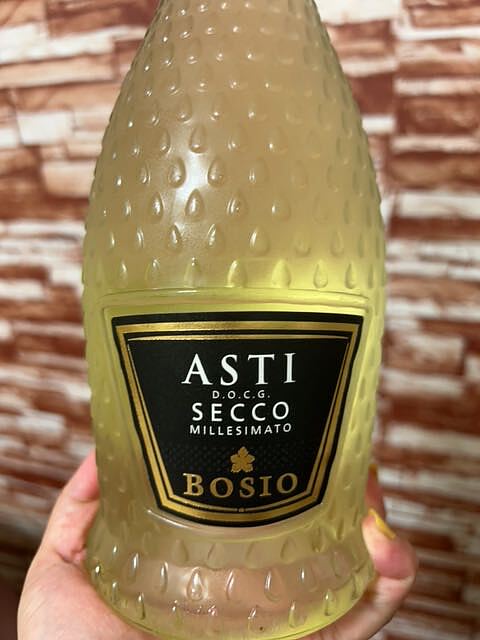 ASTI
D.O.C.G.
SECCO
MILLESIMATO
BOSIO